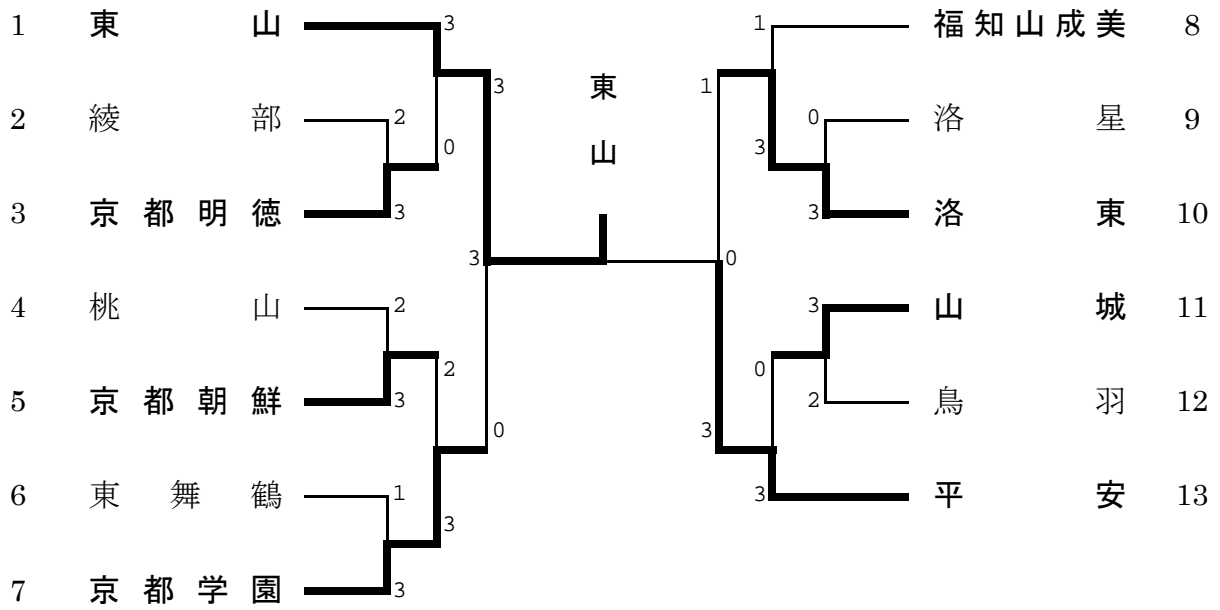 1 東山 3 1 福知山成美 8
3 東 1
2 綾部 2 0 洛星 9
0 山 3
3 京都明徳 3 3 洛東 10
3 0
4 桃山 2 3 山城 11
2 0
5 京都朝鮮 3 2 鳥羽 12
0 3
6 東舞鶴 1 3 平安 13
3
7 京都学園 3